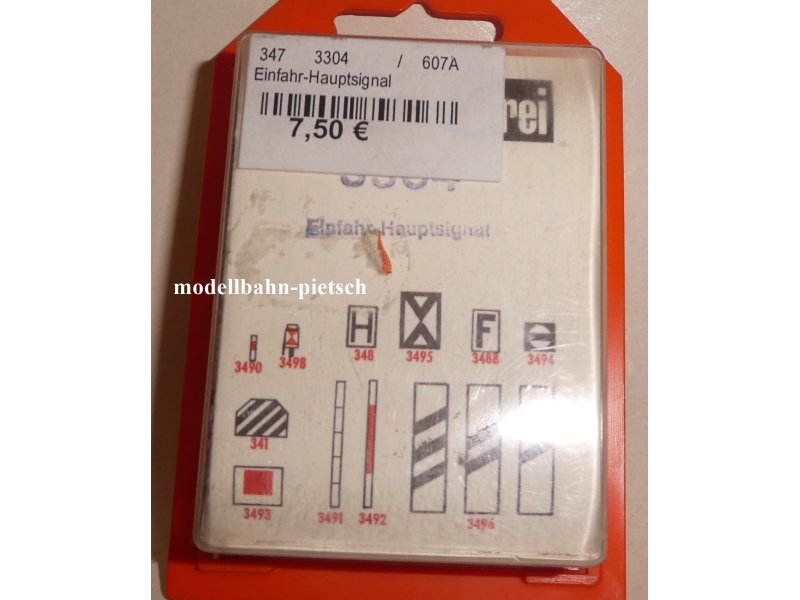 347 3304 / 607A
Einfahr-Hauptsignal
7,50 €
rei
3304
Einfahr-Hauptsignal
modellbahn-pietsch
H F
3490 3498 348 3495 3488 3494
341
3493 3491 3492 3496